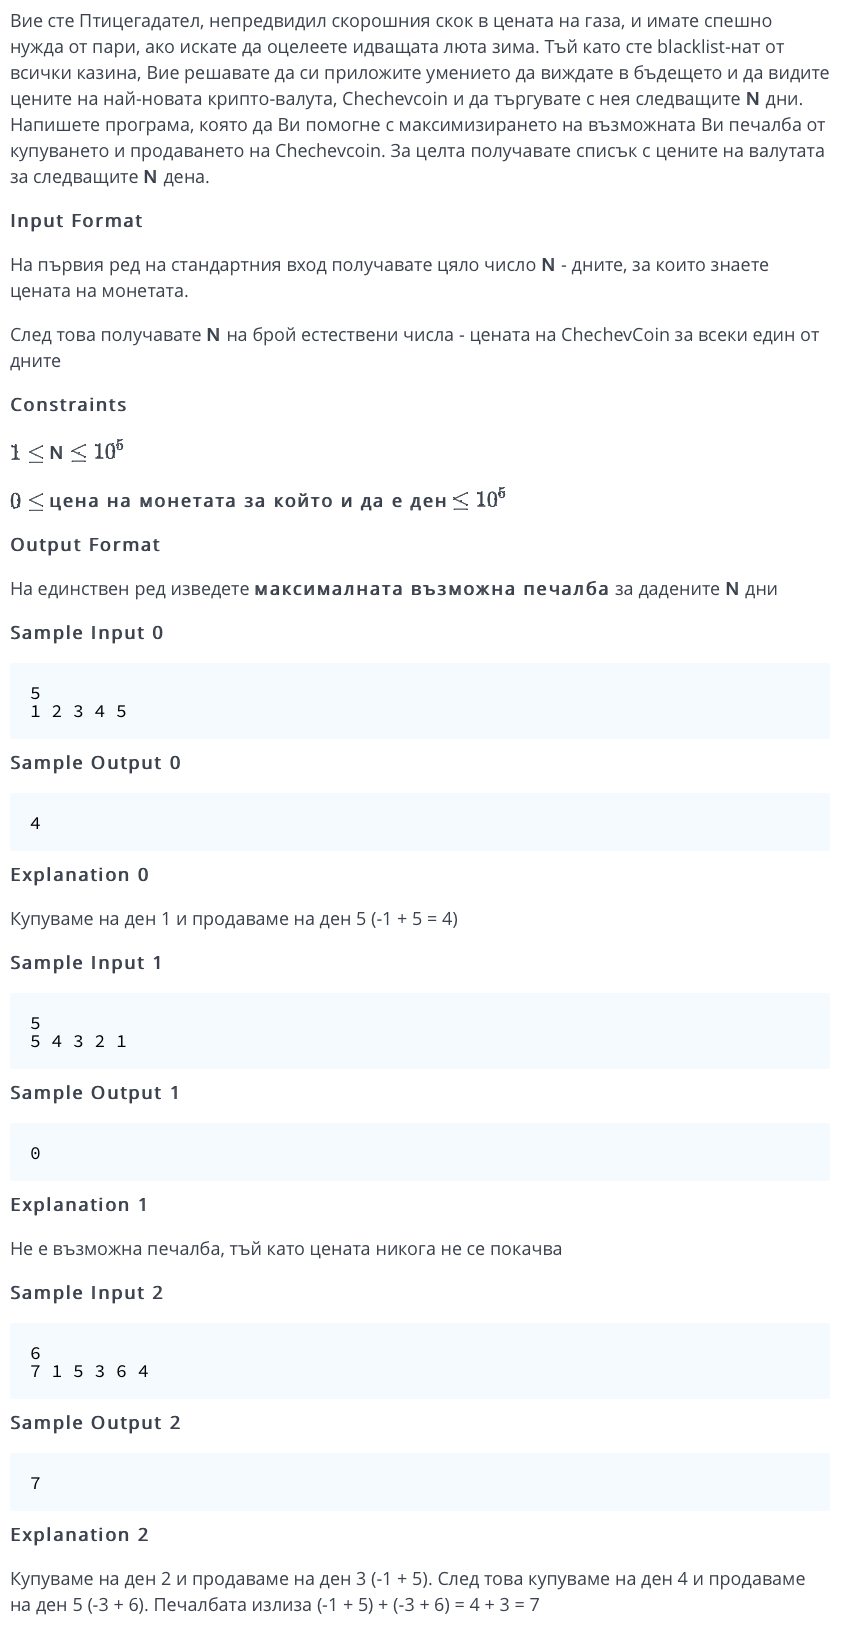 Вие сте Птицегадател, непредвидил скорошния скок в цената на газа, и имате спешно
нужда от пари, ако искате да оцелеете идващата люта зима. Тъй като сте blacklist-нат от
всички казина, Вие решавате да си приложите умението да виждате в бъдещето и да видите
цените на най-новата крипто-валута, Chechevcoin и да търгувате с нея следващите N дни.
Напишете програма, която да Ви помогне с максимизирането на възможната Ви печалба от
купуването и продаването на Chechevcoin. За целта получавате списък с цените на валутата
за следващите N дена.
Input Format
На първия ред на стандартния вход получавате цяло число N - дните, за които знаете
цената на монетата.
След това получавате N на брой естествени числа - цената на ChechevCoin за всеки един от
дните
Constraints
1 ≤ N ≤ 10^5
0 ≤ цена на монетата за който и да е ден ≤ 10^6
Output Format
На единствен ред изведете максималната възможна печалба за дадените N дни
Sample Input 0
5
1 2 3 4 5
Sample Output 0
4
Explanation 0
Купуваме на ден 1 и продаваме на ден 5 (-1 + 5 = 4)
Sample Input 1
5
5 4 3 2 1
Sample Output 1
0
Explanation 1
Не е възможна печалба, тъй като цената никога не се покачва
Sample Input 2
6
7 1 5 3 6 4
Sample Output 2
7
Explanation 2
Купуваме на ден 2 и продаваме на ден 3 (-1 + 5). След това купуваме на ден 4 и продаваме
на ден 5 (-3 + 6). Печалбата излиза (-1 + 5) + (-3 + 6) = 4 + 3 = 7